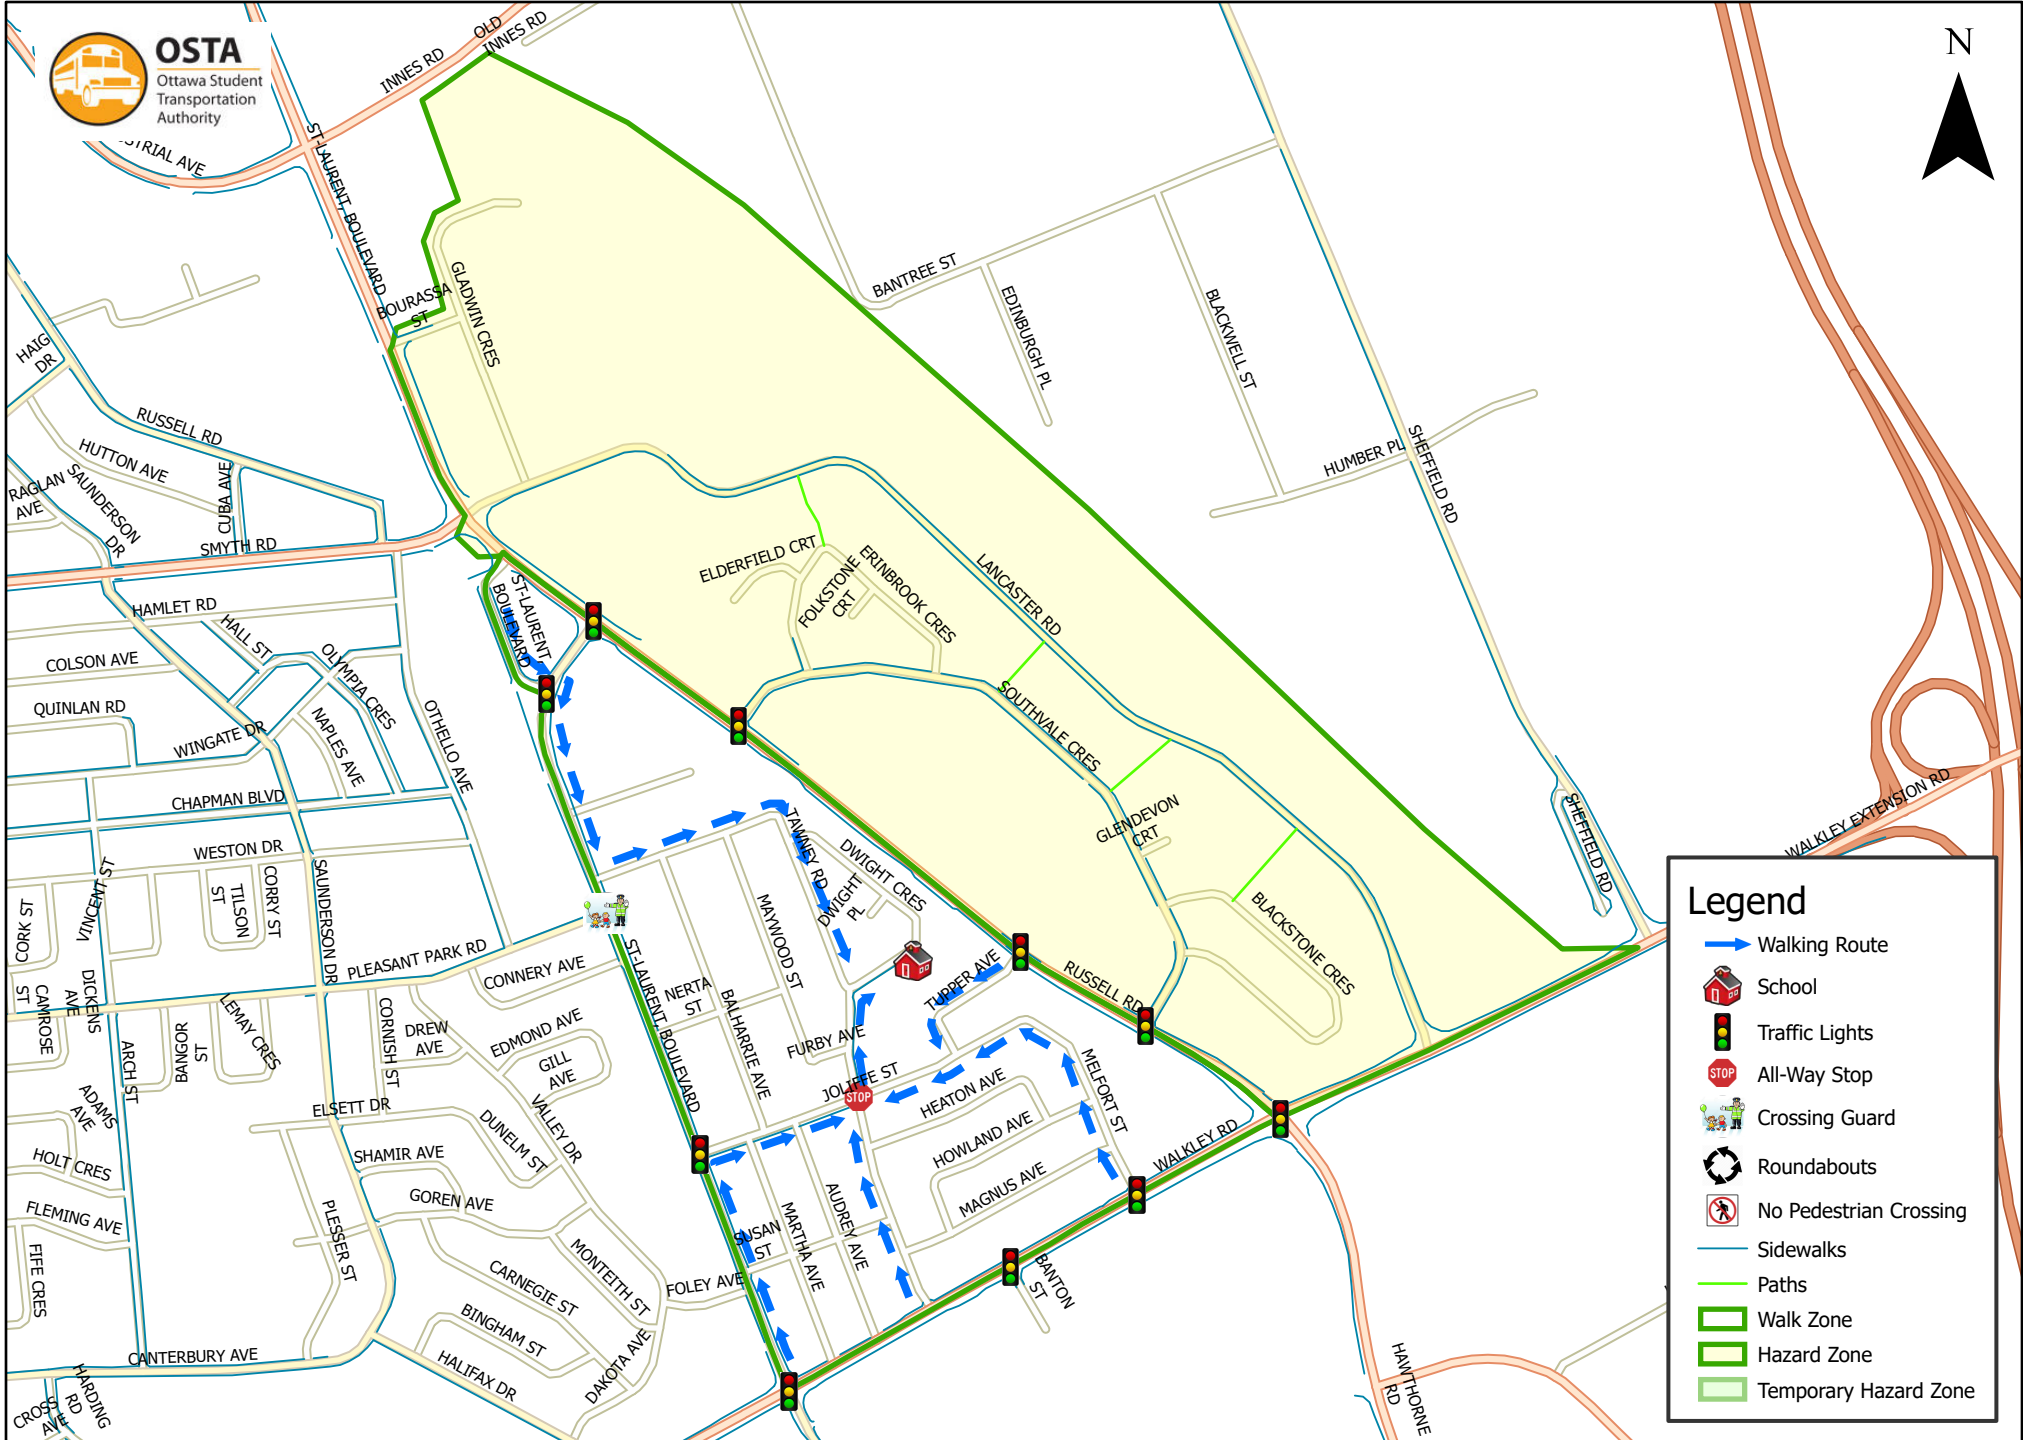 OSTA
Ottawa Student
Transportation
Authority
OLD
INNES RD
INNES RD
N
STRIAL AVE
ST-LAURENT, BOULEVARD
BOURASSA
ST
GLADWIN CRES
BANTREE ST
EDINBURGH PL
BLACKWELL ST
HUMBER PL
SHEFFIELD RD
HAIG
DR
RUSSELL RD
HUTTON AVE
RAGLAN
AVE
SAUNDERSON
DR
CUBA AVE
SMYTH RD
ELDERFIELD CRT
FOLKSTONE
CRT
ERINBROOK CRES
LANCASTER RD
ST-LAURENT
BOULEVARD
HAMLET RD
HALL ST
COLSON AVE
OLYMPIA CRES
QUINLAN RD
WINGATE DR
NAPLES AVE
OTHELLO AVE
SOUTHVALE CRES
CHAPMAN BLVD
GLENDEVON
CRT
SHEFFIELD RD
WALKLEY EXTENSION RD
WESTON DR
VINCENT ST
TILSON
ST
CORRY ST
SAUNDERSON DR
TAWNEY RD
DWIGHT CRES
DWIGHT
PL
MAYWOOD ST
BLACKSTONE CRES
CORK ST
PLEASANT PARK RD
CONNERY AVE
ST-LAURENT, BOULEVARD
NERTA
ST
BALHARRIE AVE
TUPPER AVE
RUSSELL RD
CAMROSE
ST
DICKENS
AVE
ARCH ST
BANGOR
ST
LEMAY CRES
CORNISH ST
DREW
AVE
EDMOND AVE
GILL
AVE
FURBY AVE
JOLIFFE ST
STOP
HEATON AVE
MELFORT ST
ADAMS
AVE
ELSETT DR
DUNELM ST
VALLEY DR
HOWLAND AVE
WALKLEY RD
HOLT CRES
SHAMIR AVE
MAGNUS AVE
FLEMING AVE
GOREN AVE
PLESSER ST
SUSAN
ST
MARTHA AVE
AUDREY AVE
FIFE CRES
MONTEITH ST
CARNEGIE ST
FOLEY AVE
BANTON
ST
BINGHAM ST
CANTERBURY AVE
HALIFAX DR
DAKOTA AVE
HARDING
RD
CROSS
AVE
HAWTHORNE
RD
Legend
Walking Route
School
Traffic Lights
STOP
All-Way Stop
Crossing Guard
Roundabouts
No Pedestrian Crossing
Sidewalks
Paths
Walk Zone
Hazard Zone
Temporary Hazard Zone